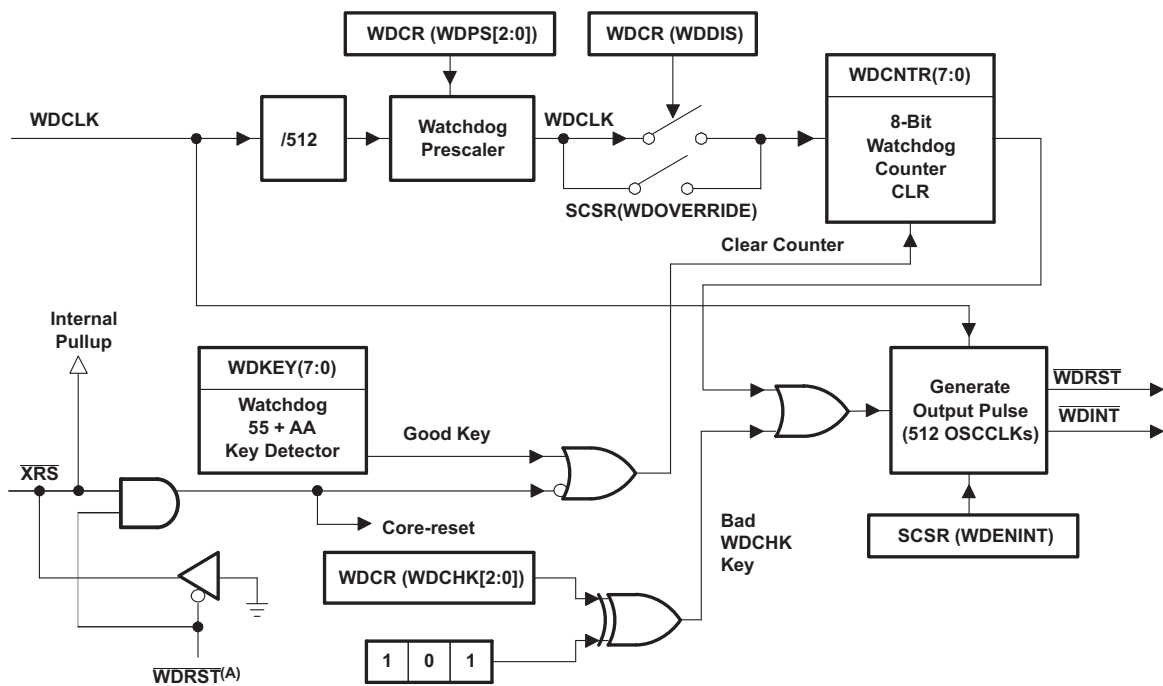 WDCR (WDPS[2:0])
WDCR (WDDIS)
WDCNTR(7:0)
8-Bit
Watchdog
Counter
CLR
WDCLK
/512
Watchdog
Prescaler
WDCLK
SCSR(WDOVERRIDE)
Clear Counter
Internal
Pullup
WDKEY(7:0)
Watchdog
55 + AA
Key Detector
Good Key
Generate
Output Pulse
(512 OSCCLKs)
WDRST
WDINT
XRS
Core-reset
SCSR (WDENINT)
Bad
WDCHK
Key
WDCR (WDCHK[2:0])
1 0 1
WDRST(A)